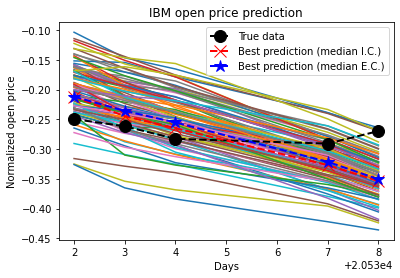 IBM open price prediction
True data
Best prediction (median I.C.)
Best prediction (median E.C.)
Normalized open price
−0.10
−0.15
−0.20
−0.25
−0.30
−0.35
−0.40
−0.45
2 3 4 5 6 7 8
+2.053e4
Days